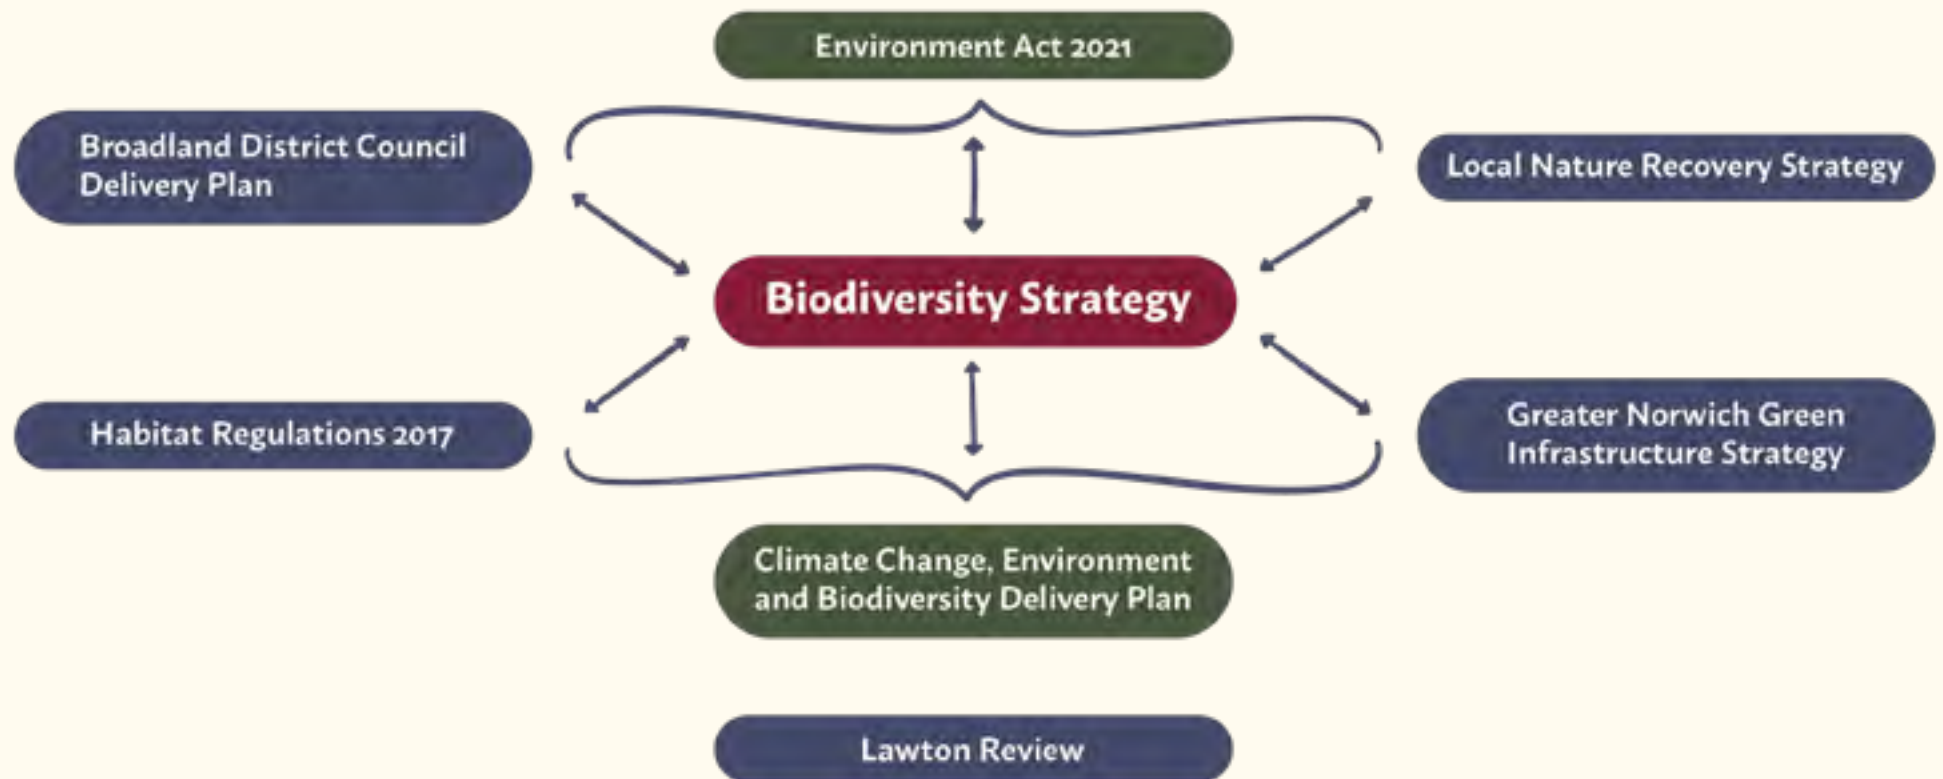 Environment Act 2021
Broadland District Council
Delivery Plan
Local Nature Recovery Strategy
Biodiversity Strategy
Habitat Regulations 2017
Greater Norwich Green
Infrastructure Strategy
Climate Change, Environment
and Biodiversity Delivery Plan
Lawton Review